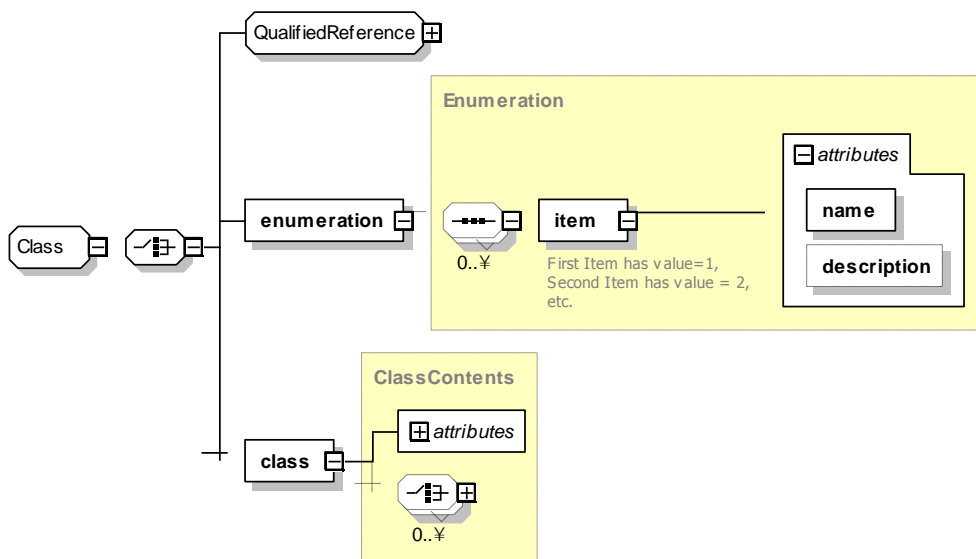 QualifiedReference
Enumeration
attributes
name
description
enumeration
item
0..¥
First Item has value=1,
Second Item has value = 2,
etc.
Class
ClassContents
attributes
class
0..¥